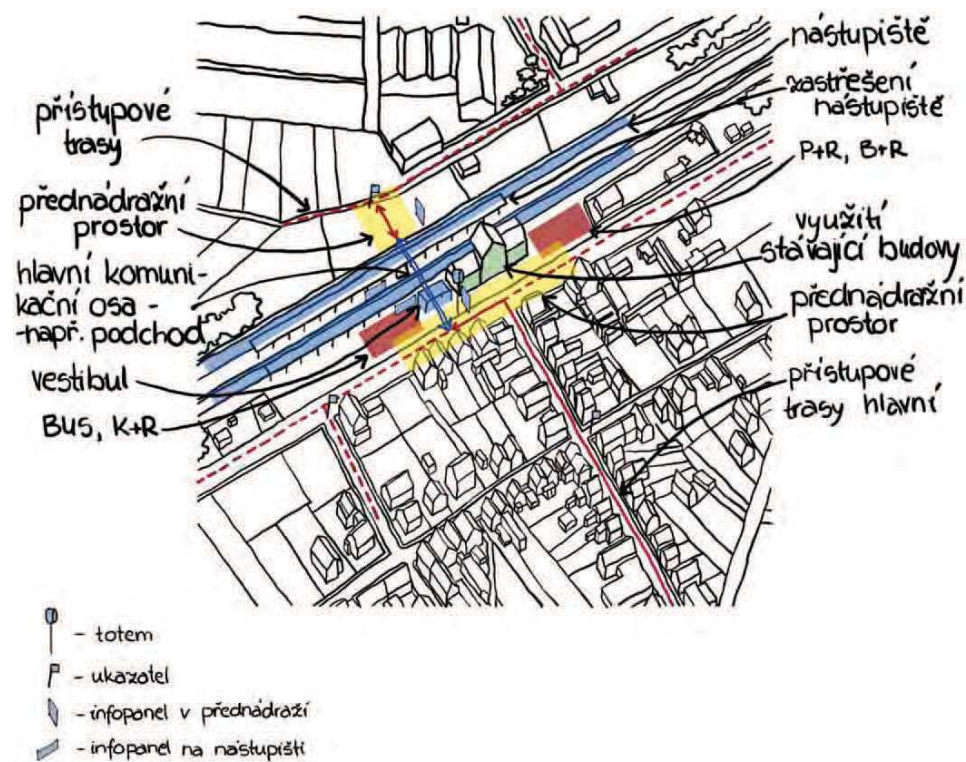 přístupové
trasy
přednádražní
prostor
hlavní komuni-
kační osa -
-např. podchod
vestibul
BUS, K+R
nástupiště
zastřešení
nástupiště
P+R, B+R
využití
stávající budovy
přednádražní
prostor
přístupové
trasy hlavní
- totem
- ukazatel
- infopanel v přednádraží
- infopanel na nástupišti